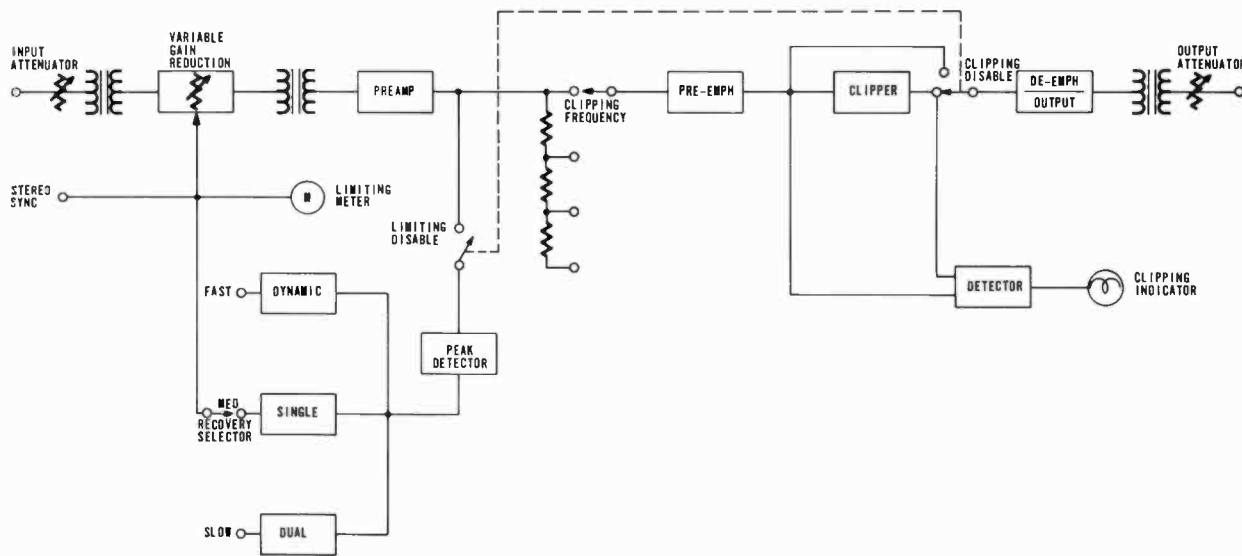 INPUT
ATTENUATOR
VARIABLE
GAIN
REDUCTION
PREAMP
CLIPPING
FREQUENCY
PRE-EMPH
CLIPPER
CLIPPING
DISABLE
DE-EMPH
OUTPUT
OUTPUT
ATTENUATOR
STEREO
SYNC
M
LIMITING
METER
LIMITING
DISABLE
FAST
DYNAMIC
DETECTOR
CLIPPING
INDICATOR
PEAK
DETECTOR
MED
RECOVERY
SELECTOR
SINGLE
SLOW
DUAL